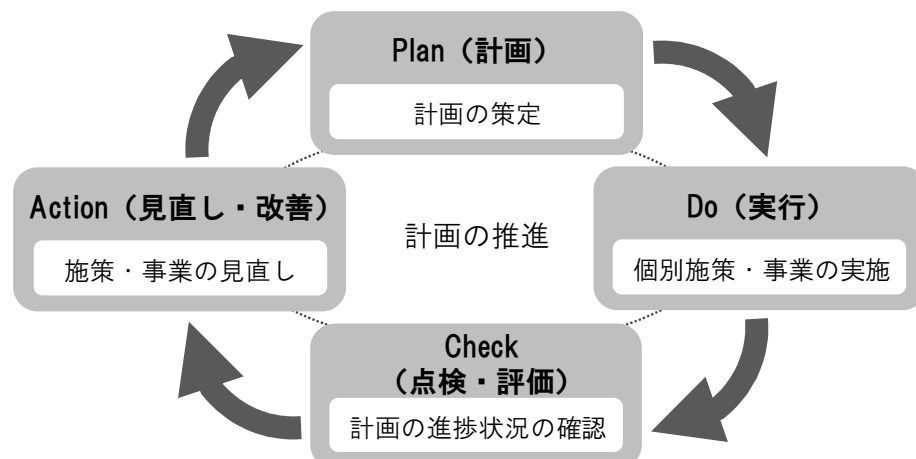 Plan（計画）
計画の策定
Action（見直し・改善）
施策・事業の見直し
計画の推進
Do（実行）
個別施策・事業の実施
Check
（点検・評価）
計画の進捗状況の確認